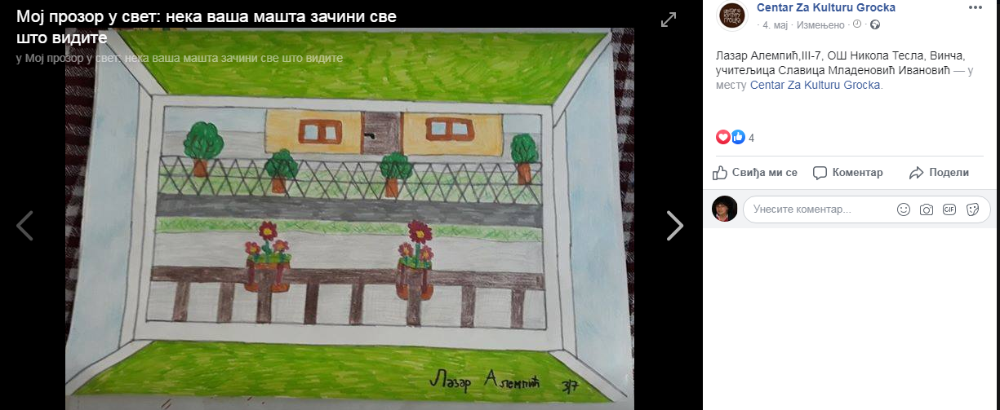 Мој прозор у свет: нека ваша машта зачини све
што видите
у Мој прозор у свет: нека ваша машта зачини све што видите
Лазар Алемпић 3/7
Centar Za Kulturu Grocka
4. мај · Измењено ·
Лазар Алемпић,III-7, ОШ Никола Тесла, Винча,
учитељица Славица Младеновић Ивановић — у
месту Centar Za Kulturu Grocka.
4
Свиђа ми се Коментар Подели
Унесите коментар...
GIF